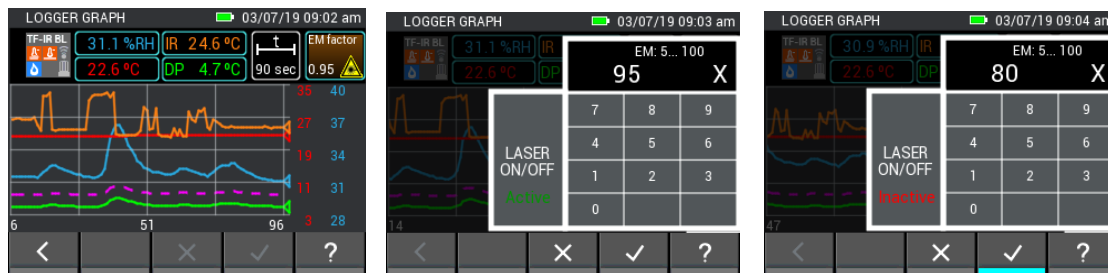 LOGGER GRAPH 03/07/19 09:02 am
TF-IR BL 31.1 %RH IR 24.6 ºC t EM factor
22.6 ºC DP 4.7 ºC 90 sec 0.95
35 40
27 37
19 34
11 31
3 28
6 51 96
< X ✓ ?
LOGGER GRAPH 03/07/19 09:03 am
TF-IR BL 31.1 %RH IR
22.6 ºC DP
EM: 5... 100
95 X
7 8 9
4 5 6
1 2 3
0
LASER
ON/OFF
Active
14
< X ✓ ?
LOGGER GRAPH 03/07/19 09:04 am
TF-IR BL 30.9 %RH IR
22.6 ºC DP
EM: 5... 100
80 X
7 8 9
4 5 6
1 2 3
0
LASER
ON/OFF
Inactive
47
< X ✓ ?